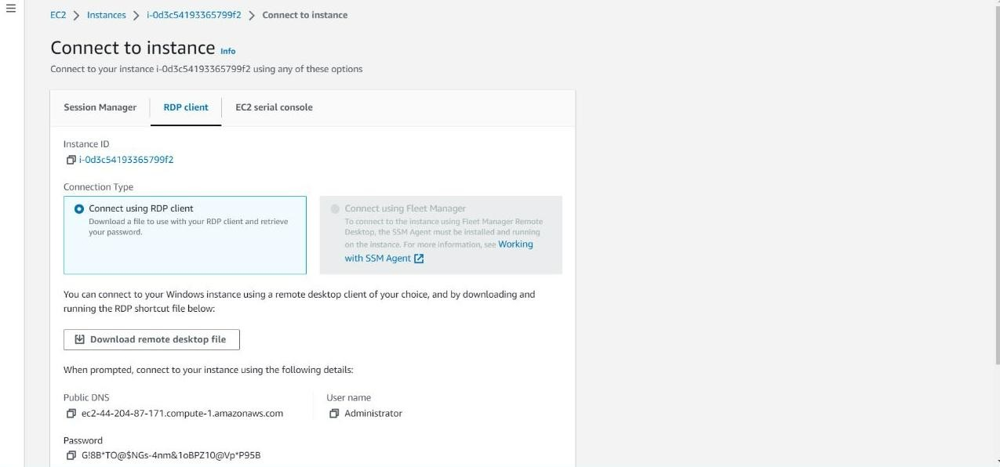 EC2 > Instances > i-0d3c54193365799f2 > Connect to instance
Connect to instance Info
Connect to your instance i-0d3c54193365799f2 using any of these options
Session Manager RDP client EC2 serial console
Instance ID
i-0d3c54193365799f2
Connection Type
Connect using RDP client
Download a file to use with your RDP client and retrieve
your password.
Connect using Fleet Manager
To connect to the instance using Fleet Manager Remote
Desktop, the SSM Agent must be installed and running
on the instance. For more information, see Working
with SSM Agent
You can connect to your Windows instance using a remote desktop client of your choice, and by downloading and
running the RDP shortcut file below:
Download remote desktop file
When prompted, connect to your instance using the following details:
Public DNS
ec2-44-204-87-171.compute-1.amazonaws.com
User name
Administrator
Password
G!8B*TO@$NGs-4nm&1oBPZ10@Vp*P95B